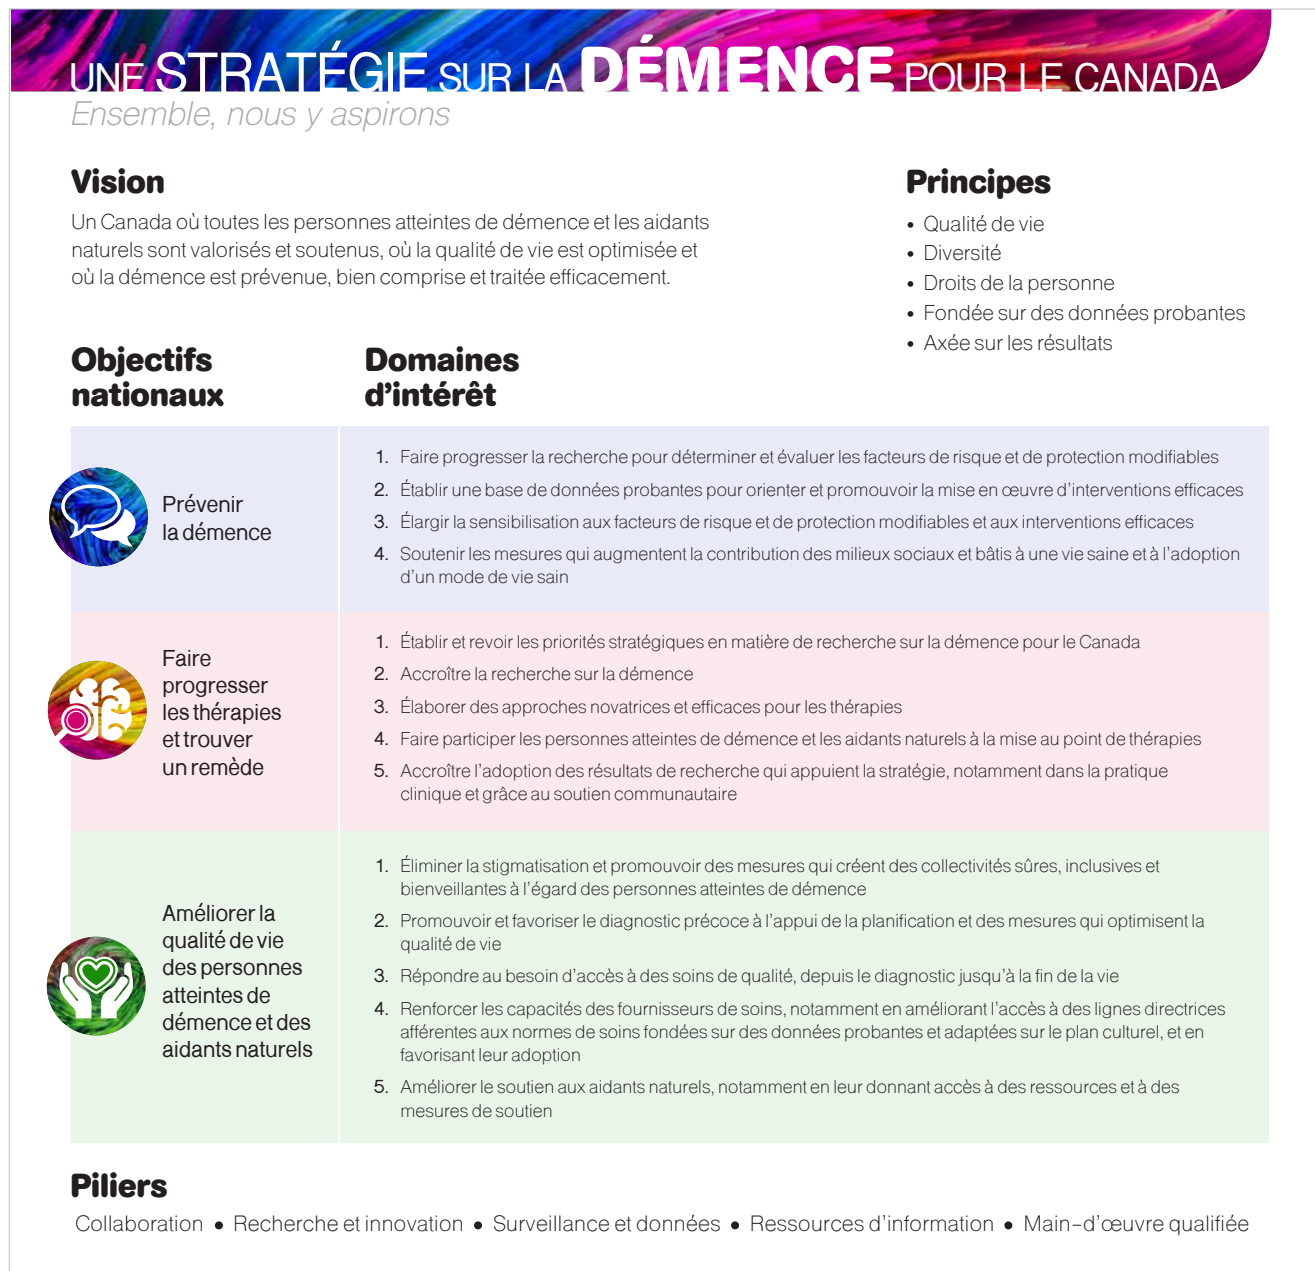 UNE STRATÉGIE SUR LA DÉMENCE POUR LE CANADA
Ensemble, nous y aspirons
Vision
Un Canada où toutes les personnes atteintes de démence et les aidants
naturels sont valorisés et soutenus, où la qualité de vie est optimisée et
où la démence est prévenue, bien comprise et traitée efficacement.
Principes
• Qualité de vie
• Diversité
• Droits de la personne
• Fondée sur des données probantes
• Axée sur les résultats
Objectifs
nationaux
Domaines
d'intérêt
Prévenir
la démence
1. Faire progresser la recherche pour déterminer et évaluer les facteurs de risque et de protection modifiables
2. Établir une base de données probantes pour orienter et promouvoir la mise en œuvre d'interventions efficaces
3. Élargir la sensibilisation aux facteurs de risque et de protection modifiables et aux interventions efficaces
4. Soutenir les mesures qui augmentent la contribution des milieux sociaux et bâtis à une vie saine et à l'adoption
d'un mode de vie sain
Faire
progresser
les thérapies
et trouver
un remède
1. Établir et revoir les priorités stratégiques en matière de recherche sur la démence pour le Canada
2. Accroître la recherche sur la démence
3. Élaborer des approches novatrices et efficaces pour les thérapies
4. Faire participer les personnes atteintes de démence et les aidants naturels à la mise au point de thérapies
5. Accroître l'adoption des résultats de recherche qui appuient la stratégie, notamment dans la pratique
clinique et grâce au soutien communautaire
Améliorer la
qualité de vie
des personnes
atteintes de
démence et des
aidants naturels
1. Éliminer la stigmatisation et promouvoir des mesures qui créent des collectivités sûres, inclusives et
bienveillantes à l'égard des personnes atteintes de démence
2. Promouvoir et favoriser le diagnostic précoce à l'appui de la planification et des mesures qui optimisent la
qualité de vie
3. Répondre au besoin d'accès à des soins de qualité, depuis le diagnostic jusqu'à la fin de la vie
4. Renforcer les capacités des fournisseurs de soins, notamment en améliorant l'accès à des lignes directrices
afférentes aux normes de soins fondées sur des données probantes et adaptées sur le plan culturel, et en
favorisant leur adoption
5. Améliorer le soutien aux aidants naturels, notamment en leur donnant accès à des ressources et à des
mesures de soutien
Piliers
Collaboration • Recherche et innovation • Surveillance et données • Ressources d'information • Main-d'œuvre qualifiée